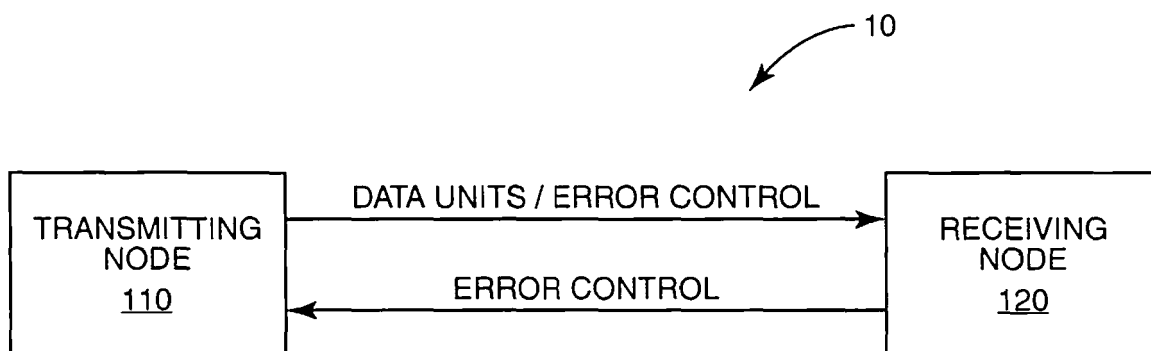 10
DATA UNITS / ERROR CONTROL
TRANSMITTING
NODE
110
ERROR CONTROL
RECEIVING
NODE
120